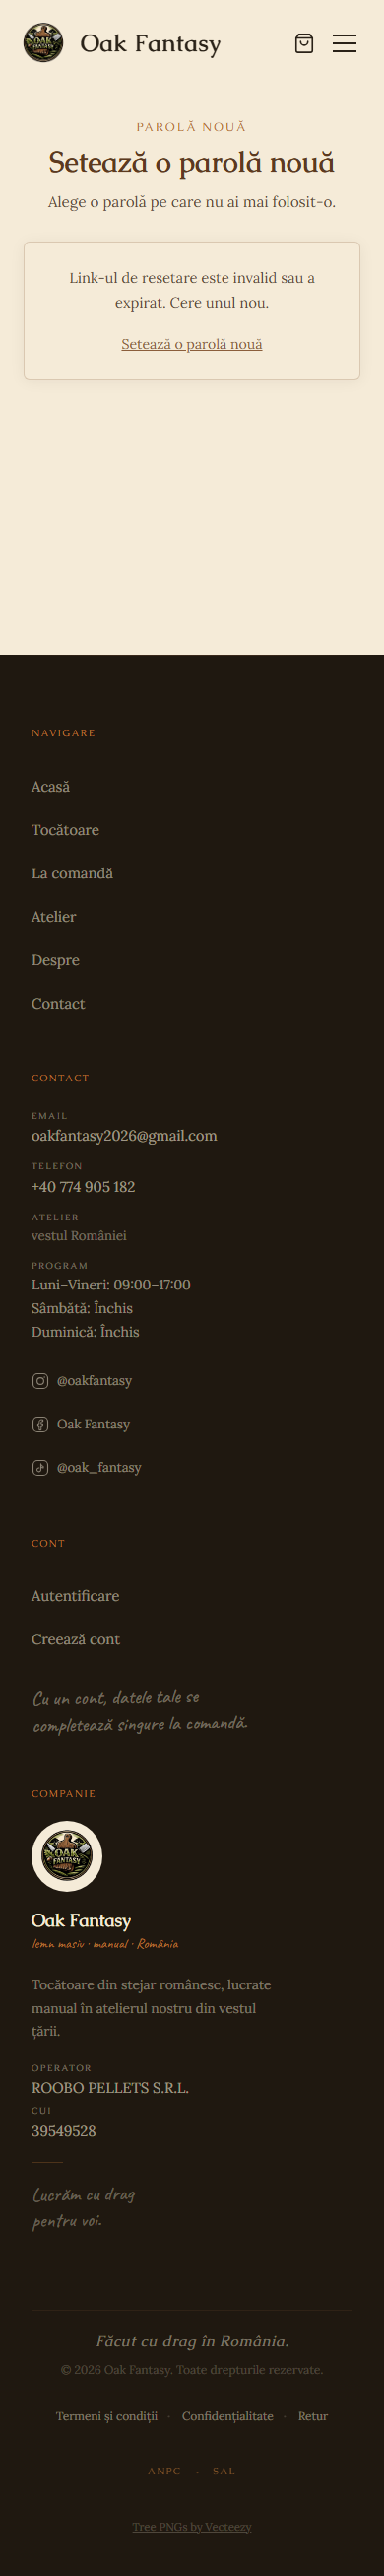 Oak Fantasy
PAROLĂ NOUĂ
Setează o parolă nouă
Alege o parolă pe care nu ai mai folosit-o.
Link-ul de resetare este invalid sau a
expirat. Cere unul nou.
Setează o parolă nouă
NAVIGARE
Acasă
Tocătoare
La comandă
Atelier
Despre
Contact
CONTACT
EMAIL
oakfantasy2026@gmail.com
TELEFON
+40 774 905 182
ATELIER
vestul României
PROGRAM
Luni–Vineri: 09:00–17:00
Sâmbătă: Închis
Duminică: Închis
@oakfantasy
Oak Fantasy
@oak_fantasy
CONT
Autentificare
Creează cont
Cu un cont, datele tale se
completează singure la comandă.
COMPANIE
OAK
FANTASY
Oak Fantasy
lemn masiv · manual · România
Tocătoare din stejar românesc, lucrate
manual în atelierul nostru din vestul
țării.
OPERATOR
ROOBO PELLETS S.R.L.
CUI
39549528
Lucrăm cu drag
pentru voi.
Făcut cu drag în România.
© 2026 Oak Fantasy. Toate drepturile rezervate.
Termeni și condiții · Confidențialitate · Retur
ANPC · SAL
Tree PNGs by Vecteezy